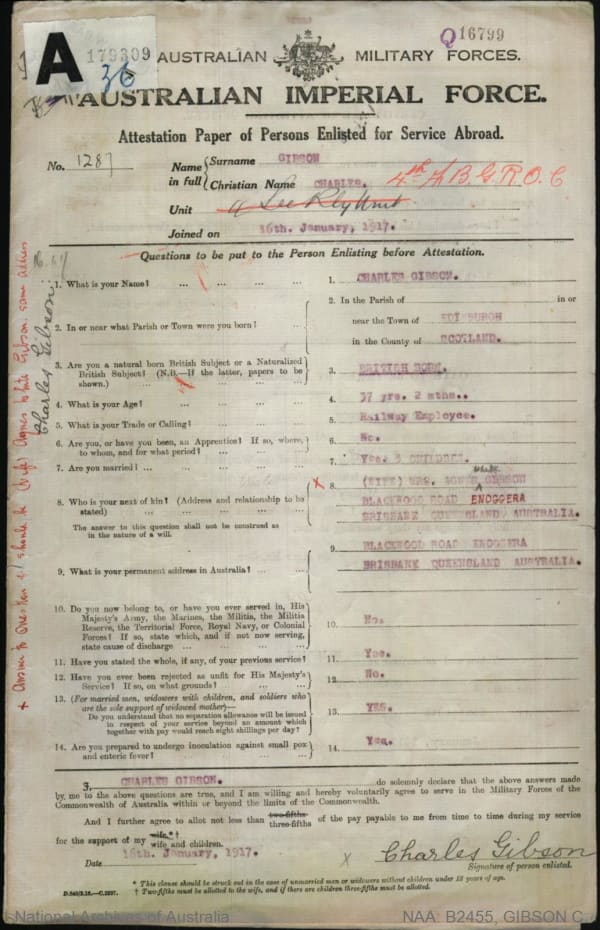 A
179309
36
Q16799
AUSTRALIAN MILITARY FORCES.
AUSTRALIAN IMPERIAL FORCE.
Attestation Paper of Persons Enlisted for Service Abroad.
No. 1287
Name in full { Surname GIBSON
Christian Name CHARLES.
Unit
Joined on 16th. January, 1917.
Questions to be put to the Person Enlisting before Attestation.
1. What is your Name? ... ... ... ...
1. CHARLES GIBSON.
2. In or near what Parish or Town were you born? ...
2. In the Parish of in or
near the Town of EDINBURGH
in the County of SCOTLAND.
3. Are you a natural born British Subject or a Naturalized
British Subject? (N.B.—If the latter, papers to be
shown.) ... ... ... ...
3. BRITISH BORN.
4. What is your Age? ... ... ... ...
4. 37 yrs. 2 mths..
5. What is your Trade or Calling? ... ... ...
5. Railway Employee.
6. Are you, or have you been, an Apprentice? If so, where,
to whom, and for what period? ... ... ...
6. No.
7. Are you married? ... ... ... ...
7. Yes. 3 CHILDREN.
8. Who is your next of kin? (Address and relationship to be
stated) ... ... ... ...
The answer to this question shall not be construed as
in the nature of a will.
8. (WIFE) MRS. AGNES White GIBSON
BLACKWOOD ROAD ENOGGERA
BRISBANE QUEENSLAND AUSTRALIA.
9. What is your permanent address in Australia? ... ...
9. BLACKWOOD ROAD ENOGGERA
BRISBANE QUEENSLAND AUSTRALIA.
10. Do you now belong to, or have you ever served in, His
Majesty's Army, the Marines, the Militia, the Militia
Reserve, the Territorial Force, Royal Navy, or Colonial
Forces? If so, state which, and if not now serving,
state cause of discharge ... ... ...
10. No.
11. Have you stated the whole, if any, of your previous service?
11. Yes.
12. Have you ever been rejected as unfit for His Majesty's
Service? If so, on what grounds? ... ...
12. No.
13. (For married men, widowers with children, and soldiers who
are the sole support of widowed mother)—
Do you understand that no separation allowance will be issued
in respect of your service beyond an amount which
together with pay would reach eight shillings per day?
13. YES.
14. Are you prepared to undergo inoculation against small pox
and enteric fever? ... ... ...
14. Yes.
I, CHARLES GIBSON. do solemnly declare that the above answers made
by me to the above questions are true, and I am willing and hereby voluntarily agree to serve in the Military Forces of the
Commonwealth of Australia within or beyond the limits of the Commonwealth.
And I further agree to allot not less than two-fifths three-fifths of the pay payable to me from time to time during my service
for the support of my wife.*† wife and children.
Date 16th. January, 1917.
x Charles Gibson
Signature of person enlisted.
* This clause should be struck out in the case of unmarried men or widowers without children under 18 years of age.
† Two-fifths must be allotted to the wife, and if there are children three-fifths must be allotted.
D.540/3.16.—C.2297.
Charles Gibson
National Archives of Australia
NAA: B2455, GIBSON C